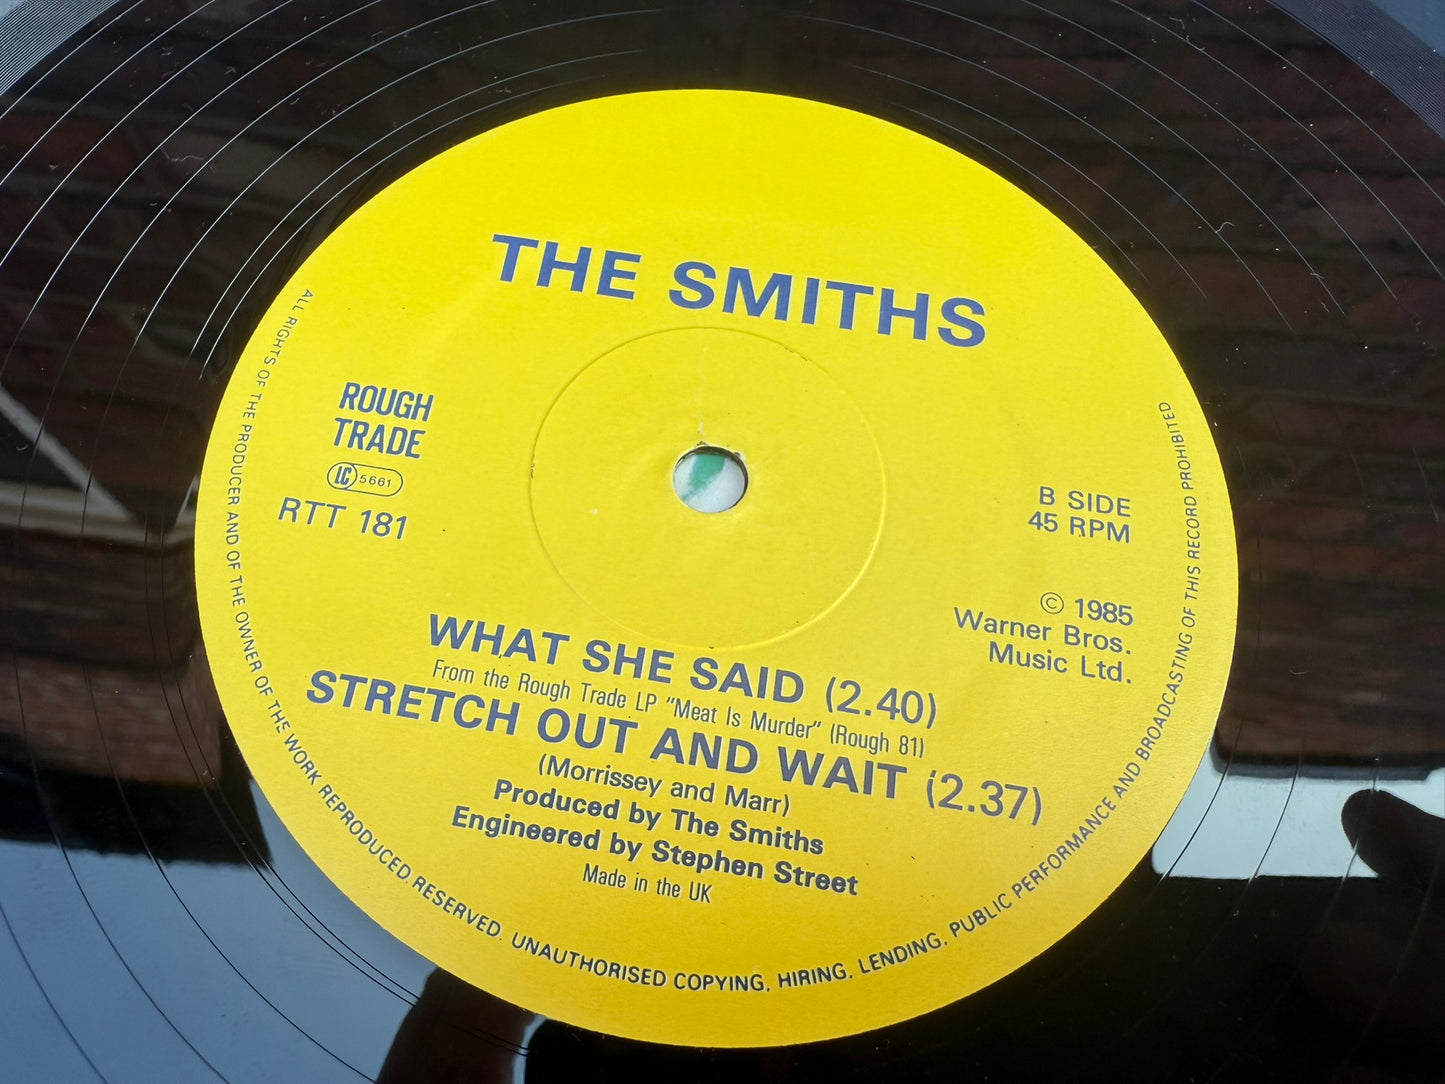 THE SMITHS
ROUGH
TRADE
LC 5661
RTT 181
B SIDE
45 RPM
© 1985
Warner Bros.
Music Ltd.
WHAT SHE SAID (2.40)
From the Rough Trade LP "Meat Is Murder" (Rough 81)
STRETCH OUT AND WAIT (2.37)
(Morrissey and Marr)
Produced by The Smiths
Engineered by Stephen Street
Made in the UK
ALL RIGHTS OF THE PRODUCER AND OF THE OWNER OF THE WORK REPRODUCED RESERVED. UNAUTHORISED COPYING, HIRING, LENDING, PUBLIC PERFORMANCE AND BROADCASTING OF THIS RECORD PROHIBITED